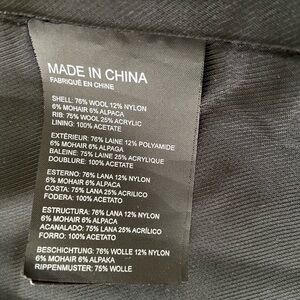 MADE IN CHINA
FABRIQUÉ EN CHINE
SHELL: 76% WOOL 12% NYLON
6% MOHAIR 6% ALPACA
RIB: 75% WOOL 25% ACRYLIC
LINING: 100% ACETATE
EXTÉRIEUR: 76% LAINE 12% POLYAMIDE
6% MOHAIR 6% ALPAGA
BALEINE: 75% LAINE 25% ACRYLIQUE
DOUBLURE: 100% ACETATE
ESTERNO: 76% LANA 12% NYLON
6% MOHAIR 6% ALPACA
COSTA: 75% LANA 25% ACRILICO
FODERA: 100% ACETATO
ESTRUCTURA: 76% LANA 12% NYLON
6% MOHAIR 6% ALPACA
ACANALADO: 75% LANA 25% ACRÍLICO
FORRO: 100% ACETATO
BESCHICHTUNG: 76% WOLLE 12% NYLON
6% MOHAIR 6% ALPAKA
RIPPENMUSTER: 75% WOLLE